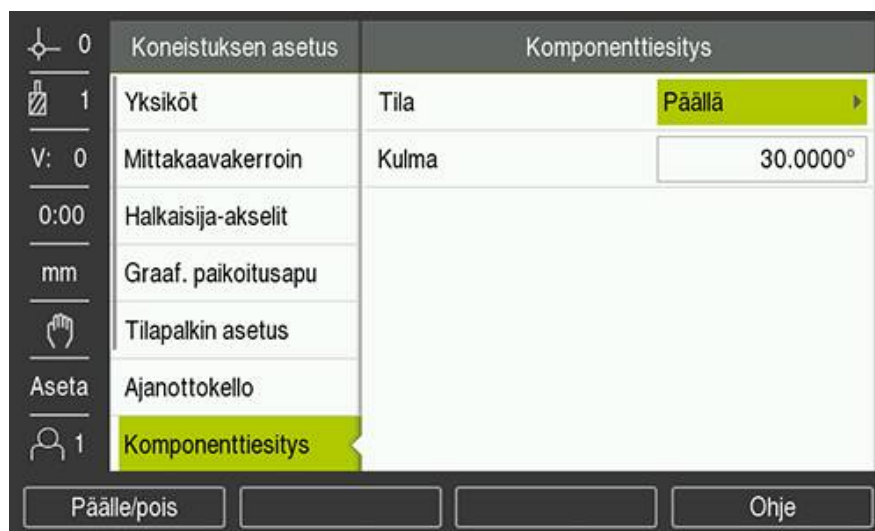 0
Koneistuksen asetus
Komponenttiesitys
1
Yksiköt
Tila
Päällä
V: 0
Mittakaavakerroin
Kulma
30.0000°
0:00
Halkaisija-akselit
mm
Graaf. paikoitusapu
Tilapalkin asetus
Aseta
Ajanottokello
1
Komponenttiesitys
Päälle/pois
Ohje